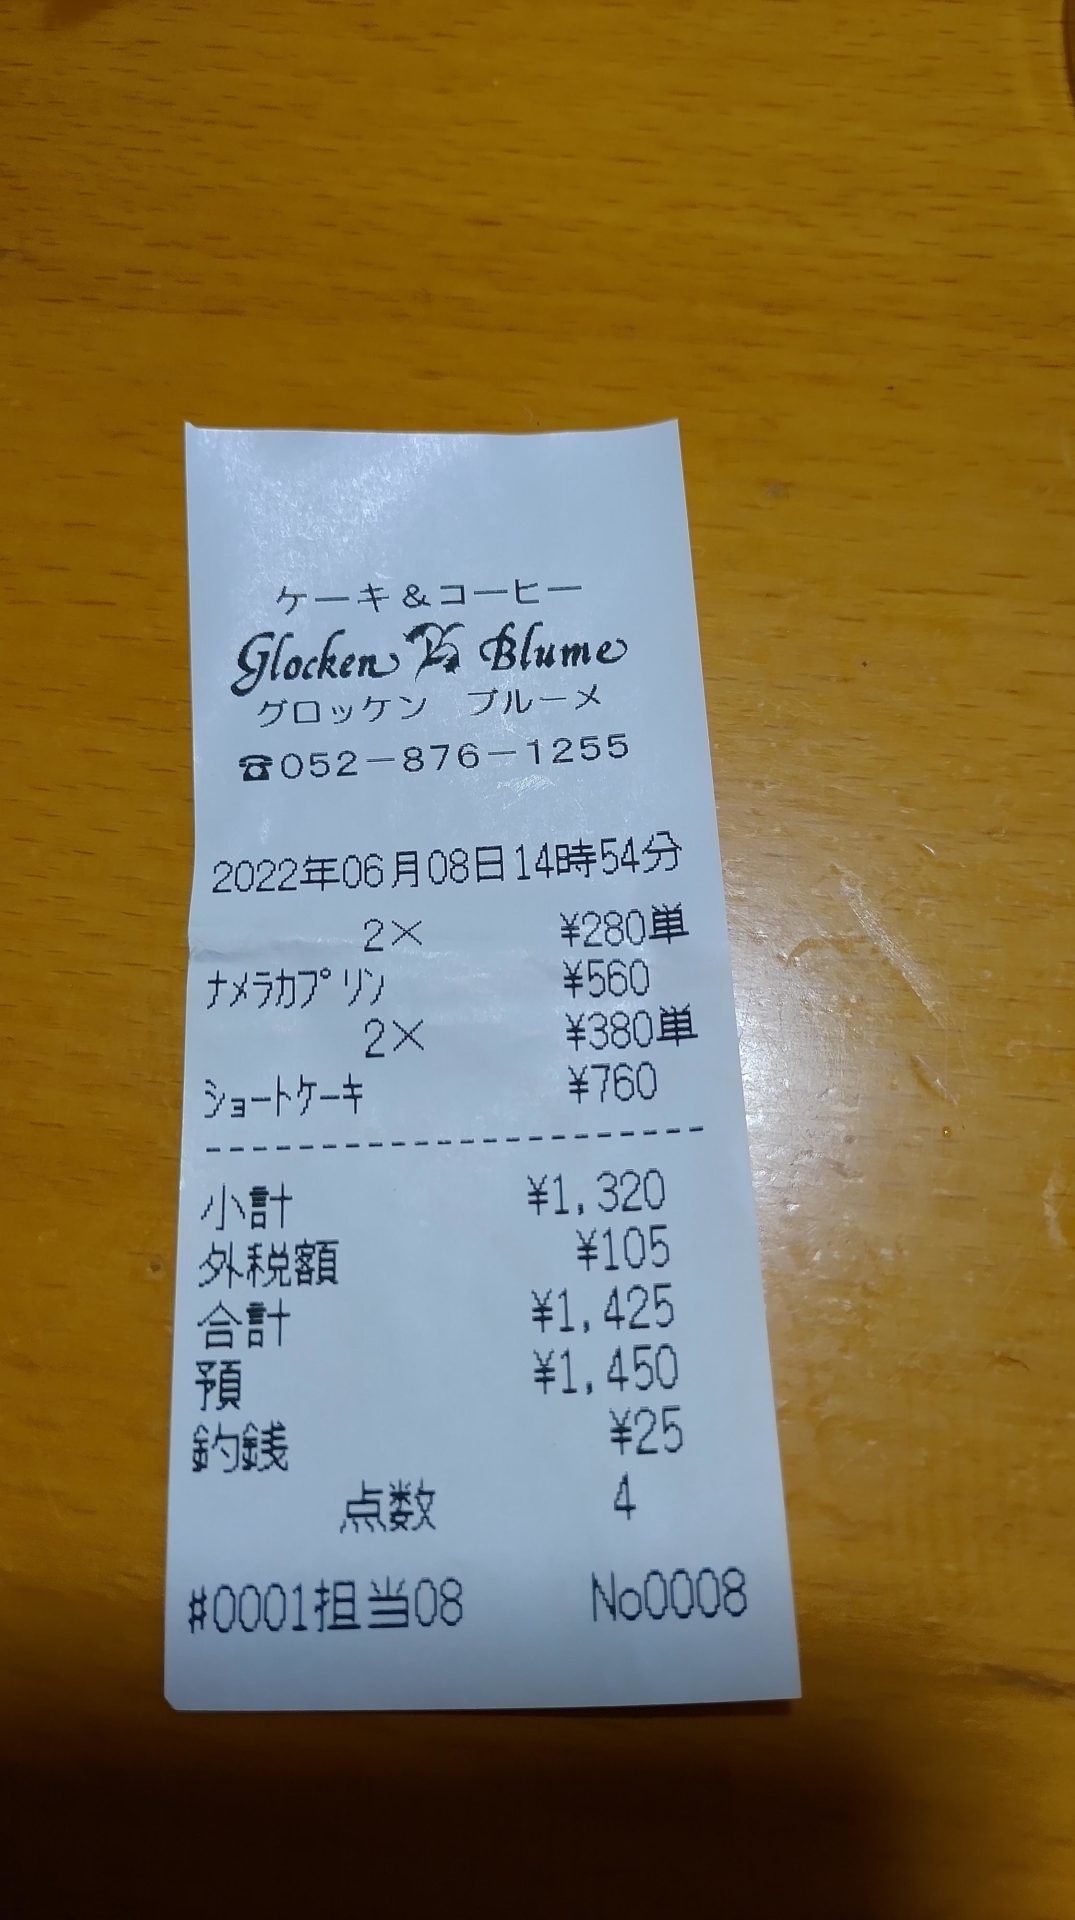 ケーキ&コーヒー
Glocken Blume
グロッケン ブルーメ
☎052-876-1255
2022年06月08日14時54分
2× ¥280単
ﾅﾒﾗｶﾌﾟﾘﾝ ¥560
2× ¥380単
ｼｮｰﾄｹｰｷ ¥760
--------------------
小計 ¥1,320
外税額 ¥105
合計 ¥1,425
預 ¥1,450
釣銭 ¥25
点数 4
#0001担当08 No0008